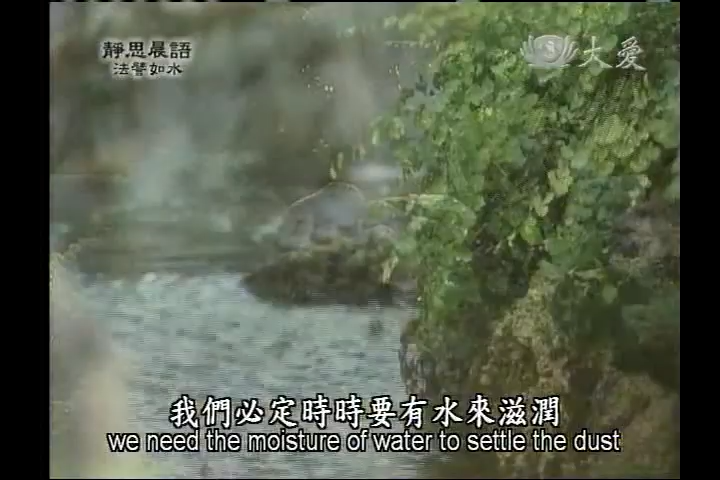 靜思晨語
法譬如水
大愛
我們必定時時要有水來滋潤
we need the moisture of water to settle the dust